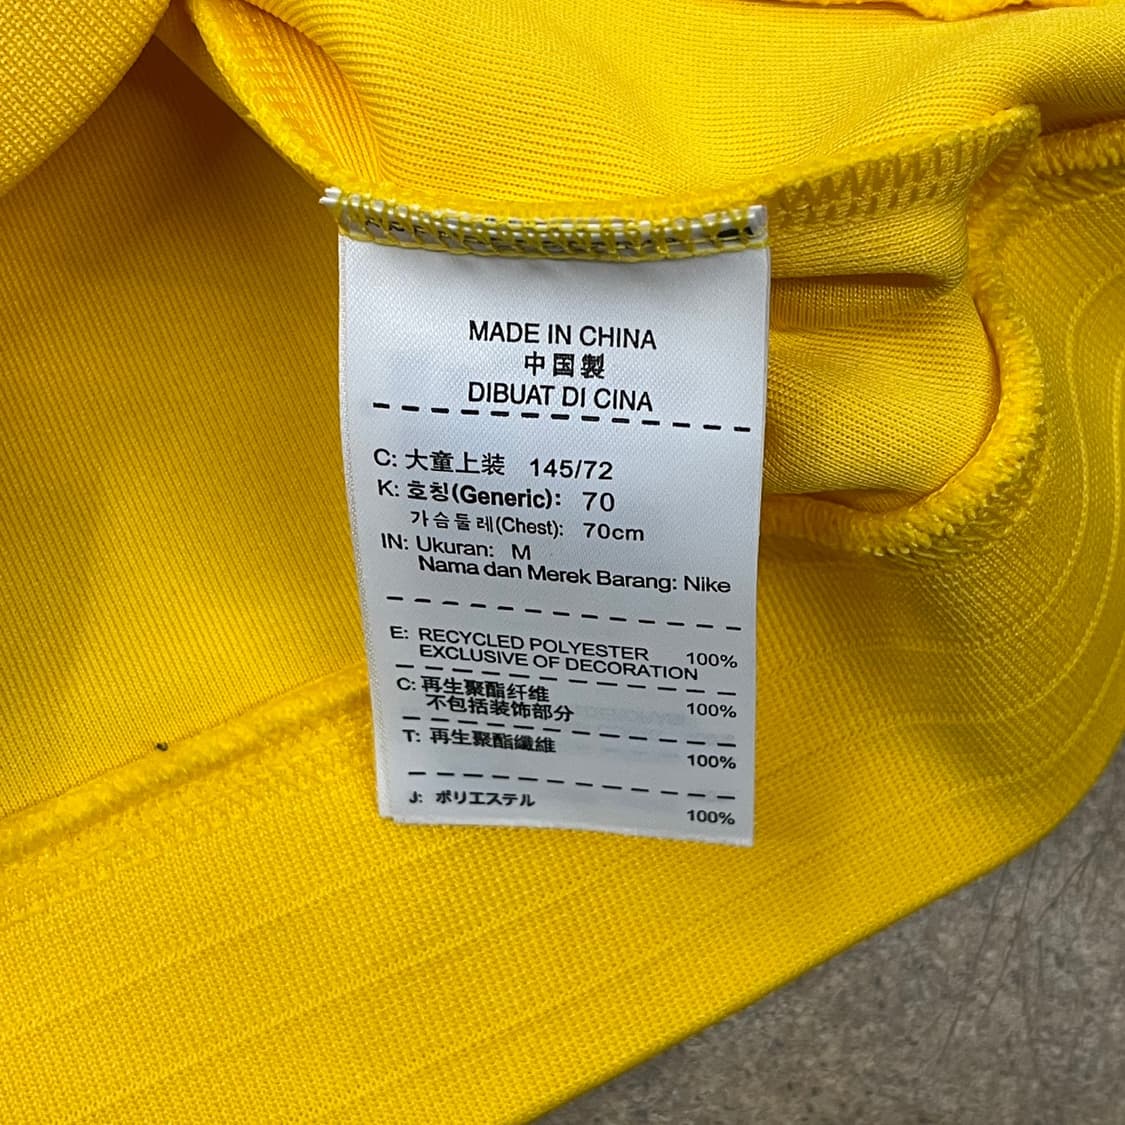 MADE IN CHINA
中国製
DIBUAT DI CINA
C: 大童上装 145/72
K: 호칭(Generic): 70
가슴둘레(Chest): 70cm
IN: Ukuran: M
Nama dan Merek Barang: Nike
E: RECYCLED POLYESTER 100%
EXCLUSIVE OF DECORATION
C: 再生聚酯纤维 100%
不包括装饰部分
T: 再生聚酯纖維 100%
J: ポリエステル 100%